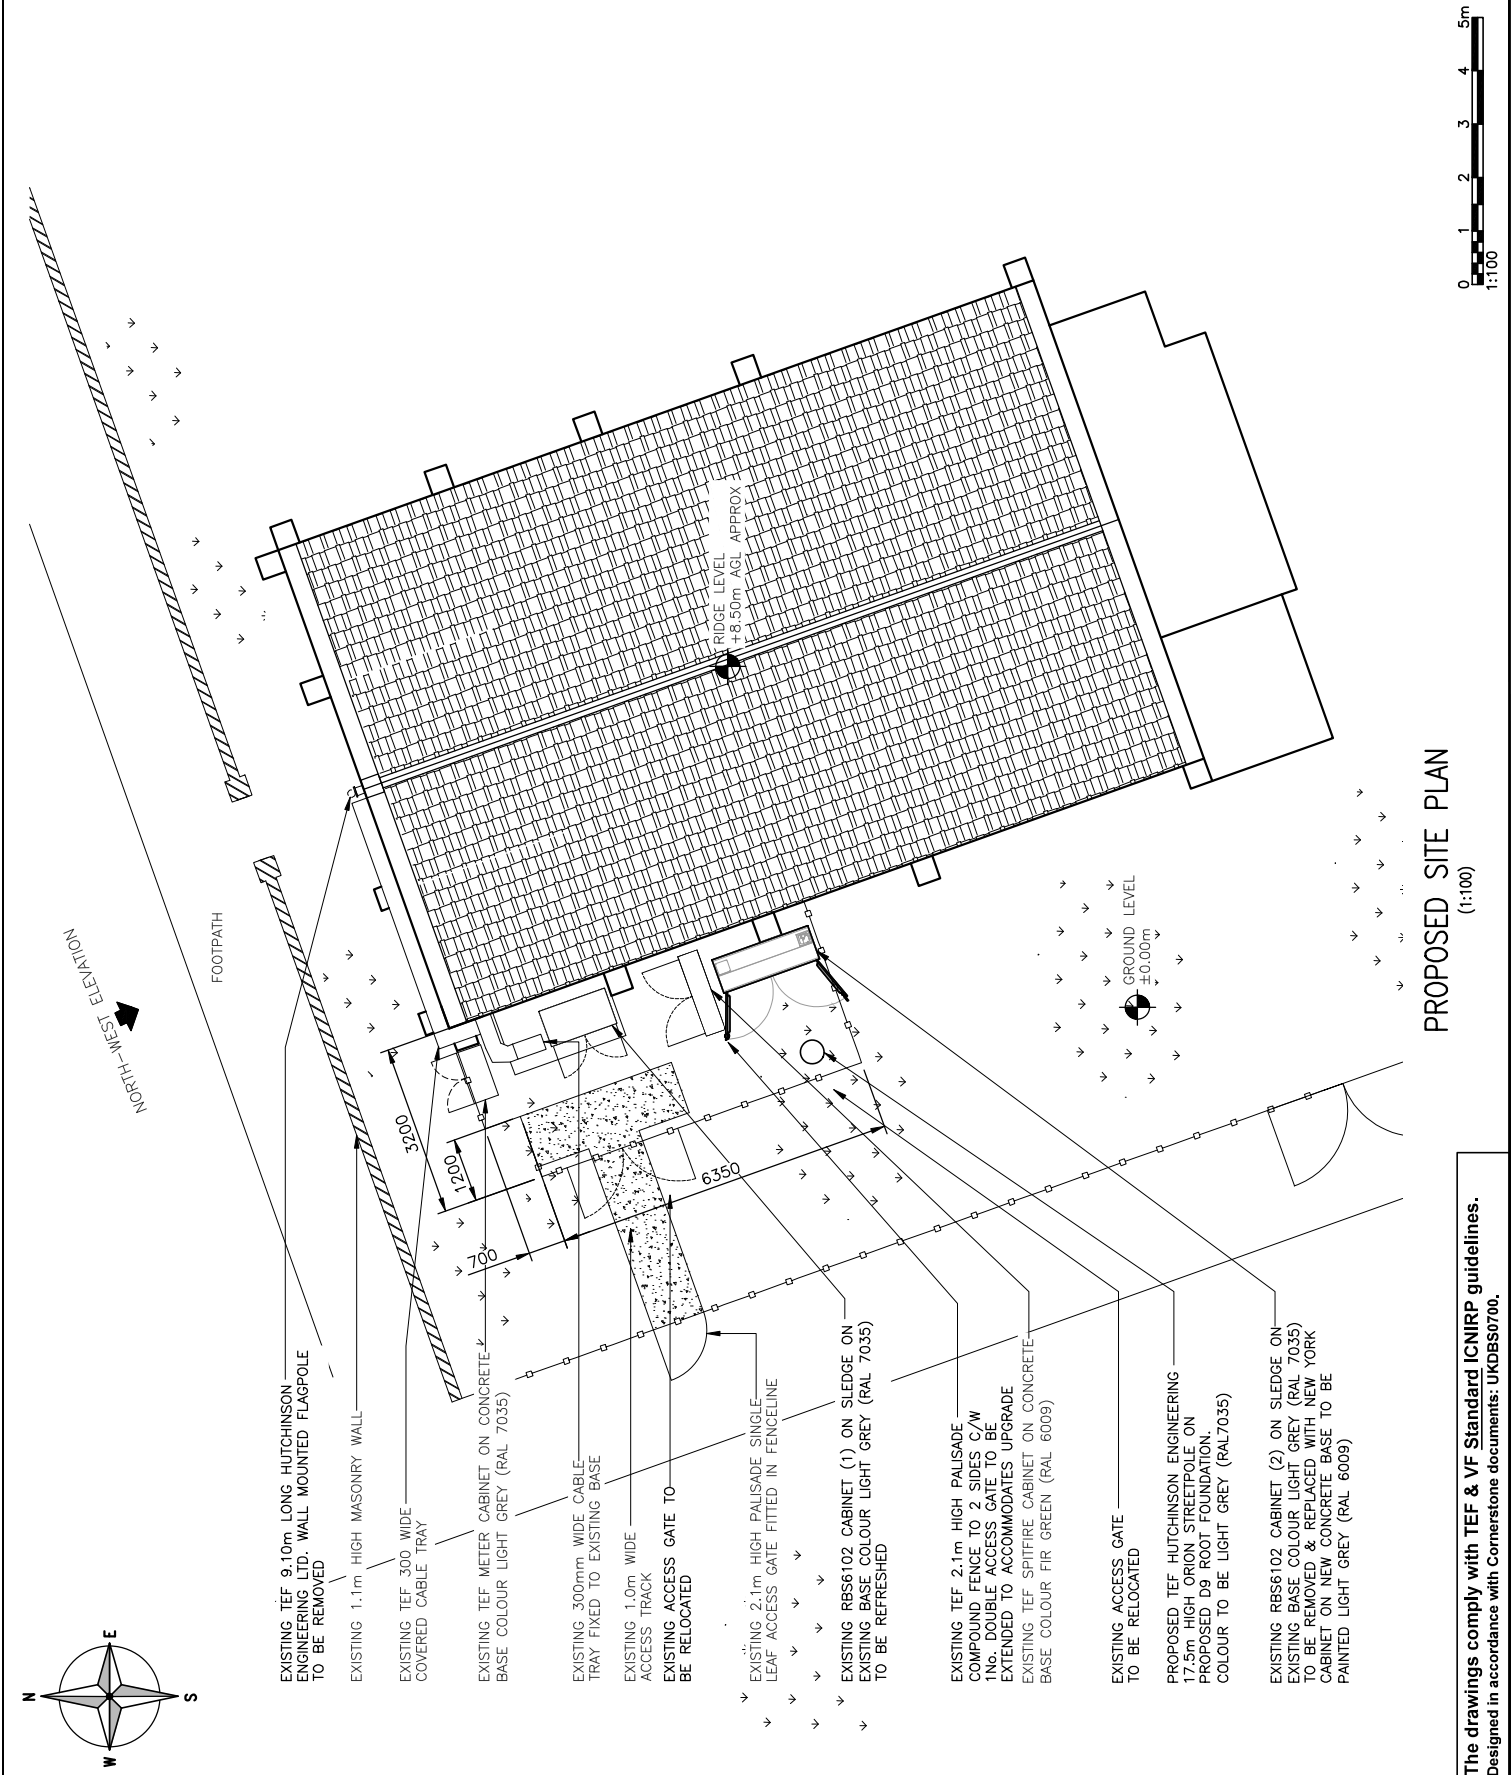 N
W
E
S
EXISTING TEF 9.10m LONG HUTCHINSON
ENGINEERING LTD. WALL MOUNTED FLAGPOLE
TO BE REMOVED
EXISTING 1.1m HIGH MASONRY WALL
EXISTING TEF 300 WIDE
COVERED CABLE TRAY
EXISTING TEF METER CABINET ON CONCRETE
BASE COLOUR LIGHT GREY (RAL 7035)
EXISTING 300mm WIDE CABLE
TRAY FIXED TO EXISTING BASE
EXISTING 1.0m WIDE
ACCESS TRACK
EXISTING ACCESS GATE TO
BE RELOCATED
EXISTING 2.1m HIGH PALISADE SINGLE
LEAF ACCESS GATE FITTED IN FENCELINE
EXISTING RBS6102 CABINET (1) ON SLEDGE ON
EXISTING BASE COLOUR LIGHT GREY (RAL 7035)
TO BE REFRESHED
EXISTING TEF 2.1m HIGH PALISADE
COMPOUND FENCE TO 2 SIDES C/W
1No. DOUBLE ACCESS GATE TO BE
EXTENDED TO ACCOMMODATES UPGRADE
EXISTING TEF SPITFIRE CABINET ON CONCRETE
BASE COLOUR FIR GREEN (RAL 6009)
EXISTING ACCESS GATE
TO BE RELOCATED
PROPOSED TEF HUTCHINSON ENGINEERING
17.5m HIGH ORION STREETPOLE ON
PROPOSED D9 ROOT FOUNDATION.
COLOUR TO BE LIGHT GREY (RAL7035)
EXISTING RBS6102 CABINET (2) ON SLEDGE ON
EXISTING BASE COLOUR LIGHT GREY (RAL 7035)
TO BE REMOVED & REPLACED WITH NEW YORK
CABINET ON NEW CONCRETE BASE TO BE
PAINTED LIGHT GREY (RAL 6009)
NORTH-WEST ELEVATION
FOOTPATH
3200
1200
700
6350
RIDGE LEVEL
+8.50m AGL APPROX
GROUND LEVEL
±0.00m
PROPOSED SITE PLAN
(1:100)
0 1 2 3 4 5m
1:100
The drawings comply with TEF & VF Standard ICNIRP guidelines.
Designed in accordance with Cornerstone documents: UKDBS0700.